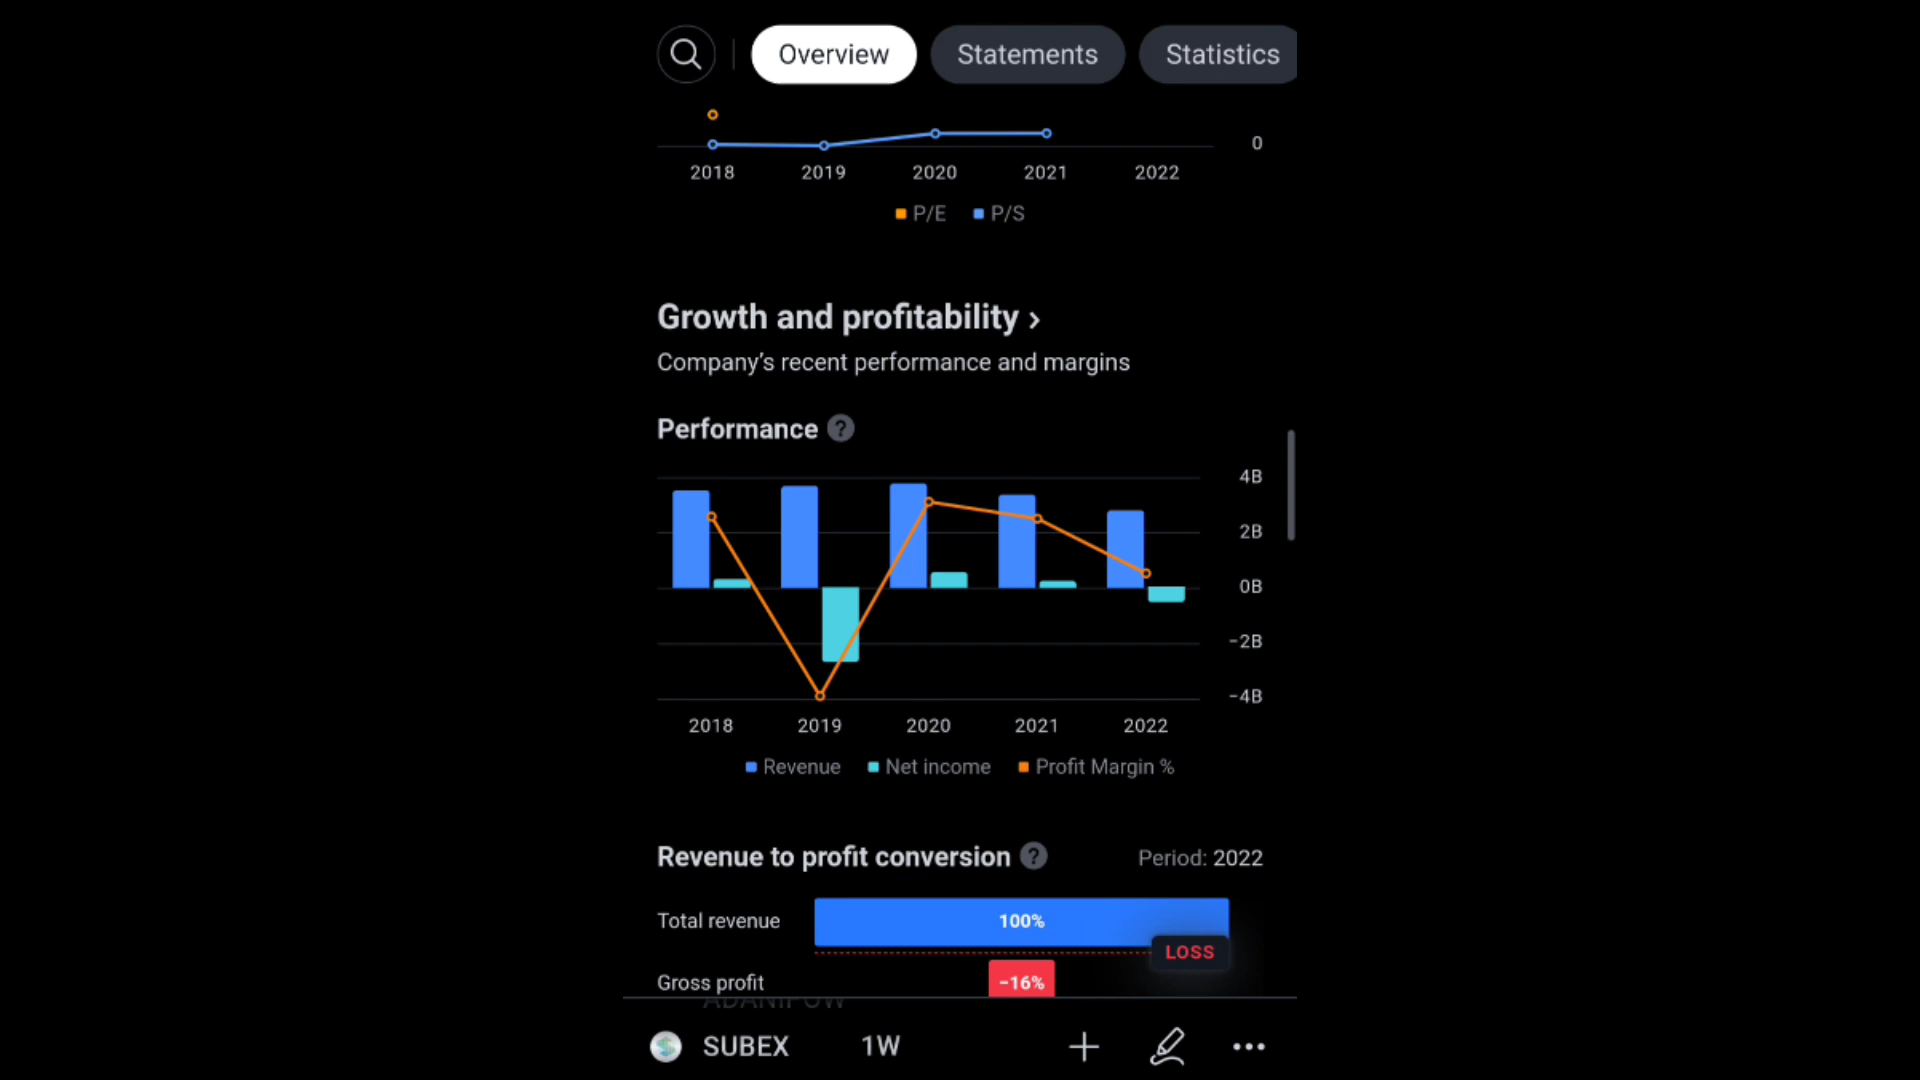 Overview Statements Statistics
0
2018 2019 2020 2021 2022
P/E P/S
Growth and profitability ›
Company’s recent performance and margins
Performance ?
4B
2B
0B
−2B
−4B
2018 2019 2020 2021 2022
Revenue Net income Profit Margin %
Revenue to profit conversion ? Period: 2022
Total revenue 100%
LOSS
Gross profit −16%
ADANIPOW
SUBEX 1W